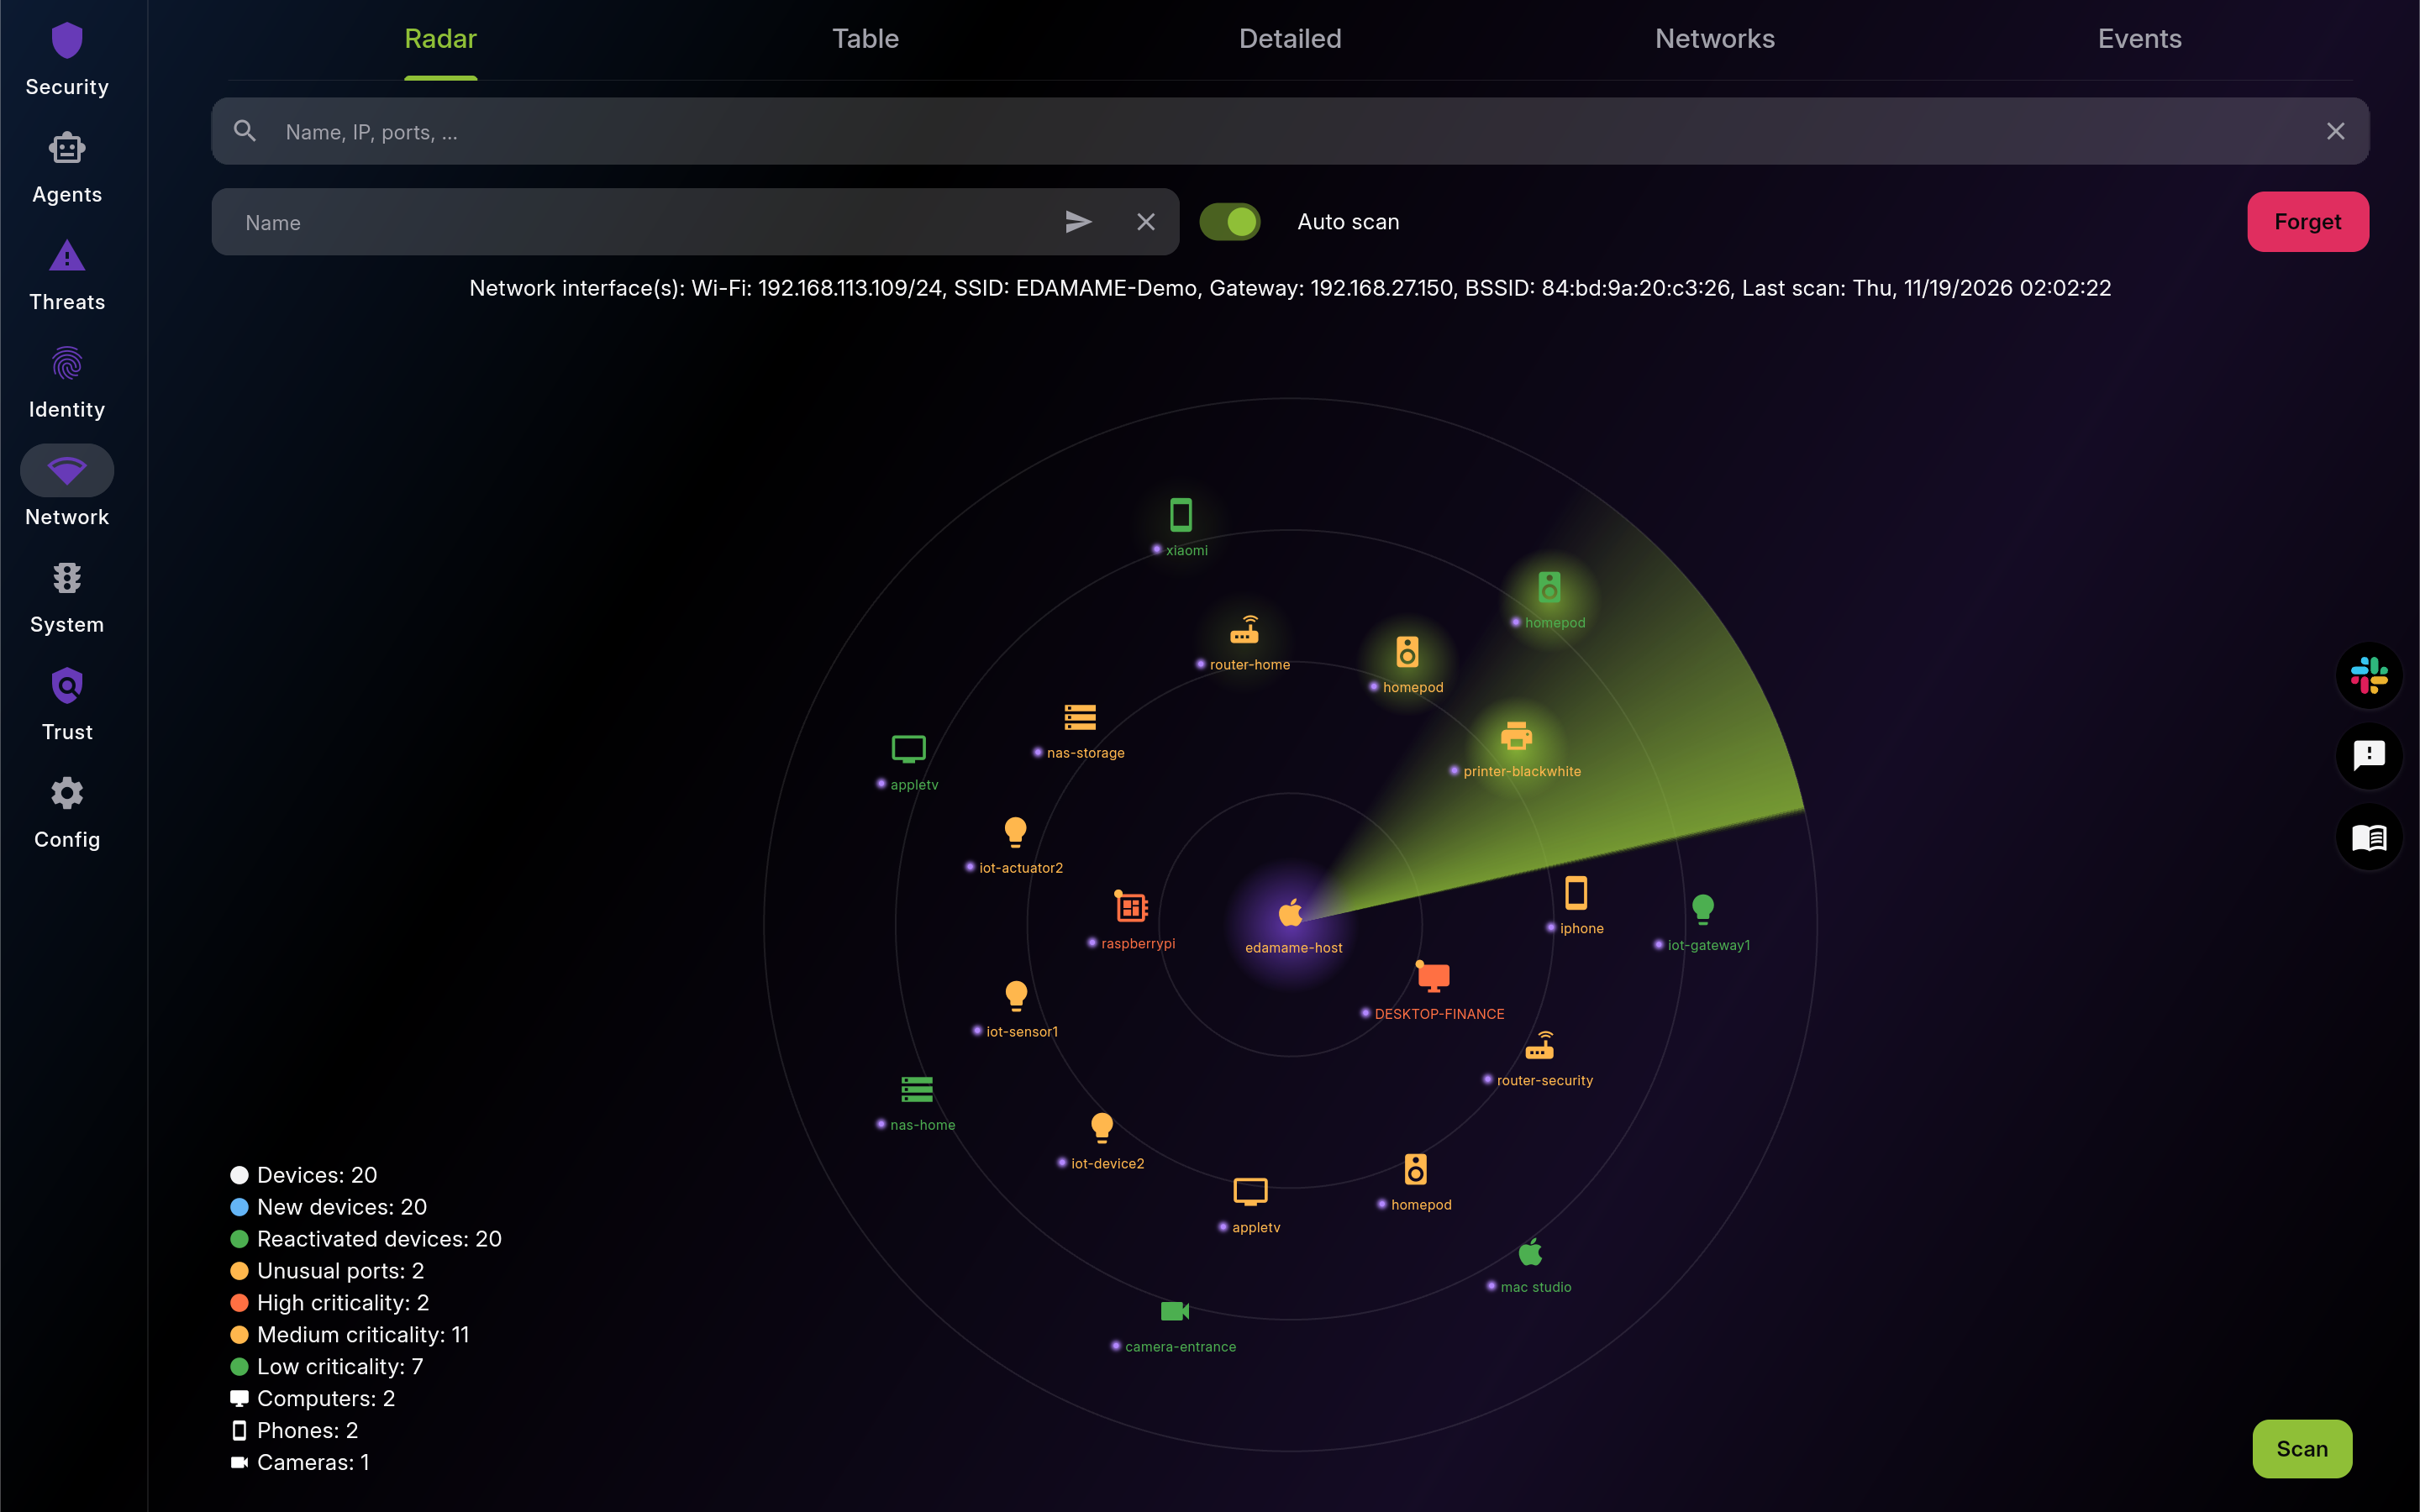 Radar
Table
Detailed
Networks
Events
Security
Agents
Threats
Identity
Network
System
Trust
Config
Name, IP, ports, ...
Name
Auto scan
Forget
Network interface(s): Wi-Fi: 192.168.113.109/24, SSID: EDAMAME-Demo, Gateway: 192.168.27.150, BSSID: 84:bd:9a:20:c3:26, Last scan: Thu, 11/19/2026 02:02:22
xiaomi
homepod
router-home
homepod
nas-storage
printer-blackwhite
appletv
iot-actuator2
iphone
raspberrypi
edamame-host
iot-gateway1
DESKTOP-FINANCE
iot-sensor1
router-security
nas-home
iot-device2
homepod
appletv
mac studio
camera-entrance
Devices: 20
New devices: 20
Reactivated devices: 20
Unusual ports: 2
High criticality: 2
Medium criticality: 11
Low criticality: 7
Computers: 2
Phones: 2
Cameras: 1
Scan